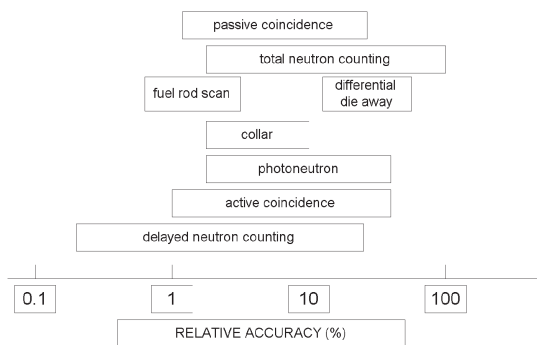 passive coincidence
total neutron counting
fuel rod scan
differential
die away
collar
photoneutron
active coincidence
delayed neutron counting
0.1
1
10
100
RELATIVE ACCURACY (%)